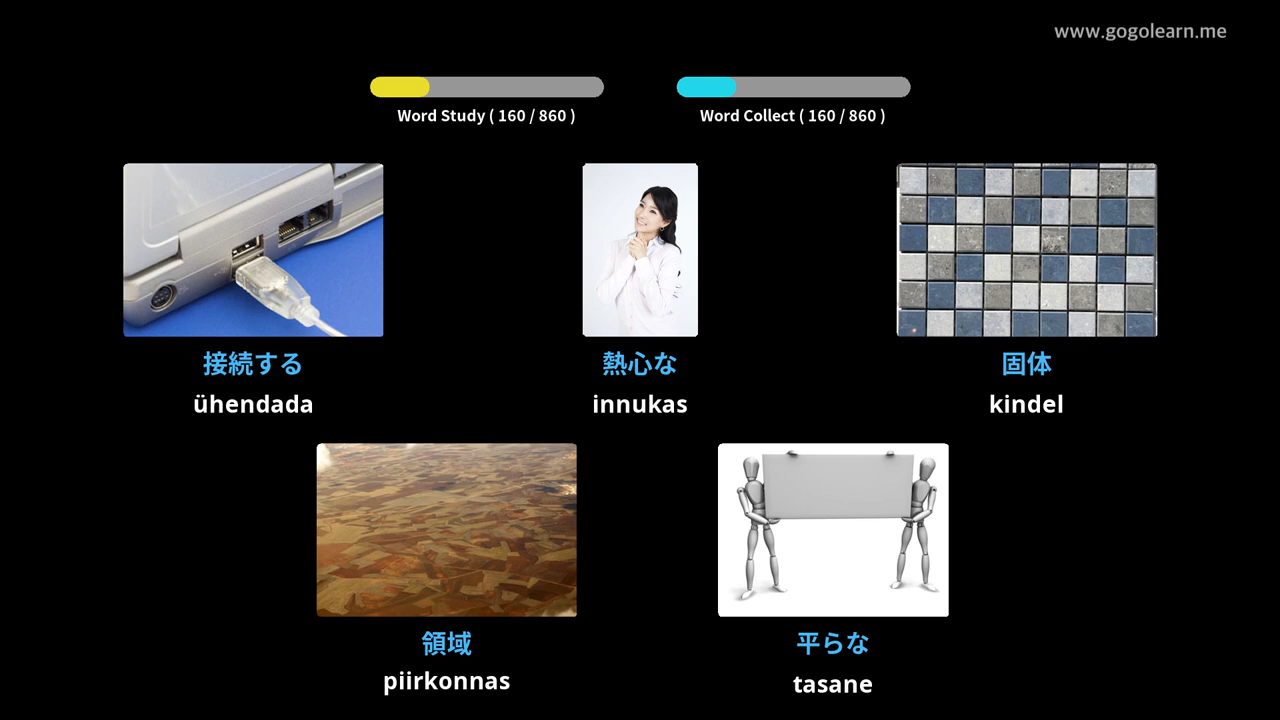 www.gogolearn.me
Word Study ( 160 / 860 )
Word Collect ( 160 / 860 )
接続する
ühendada
熱心な
innukas
固体
kindel
領域
piirkonnas
平らな
tasane